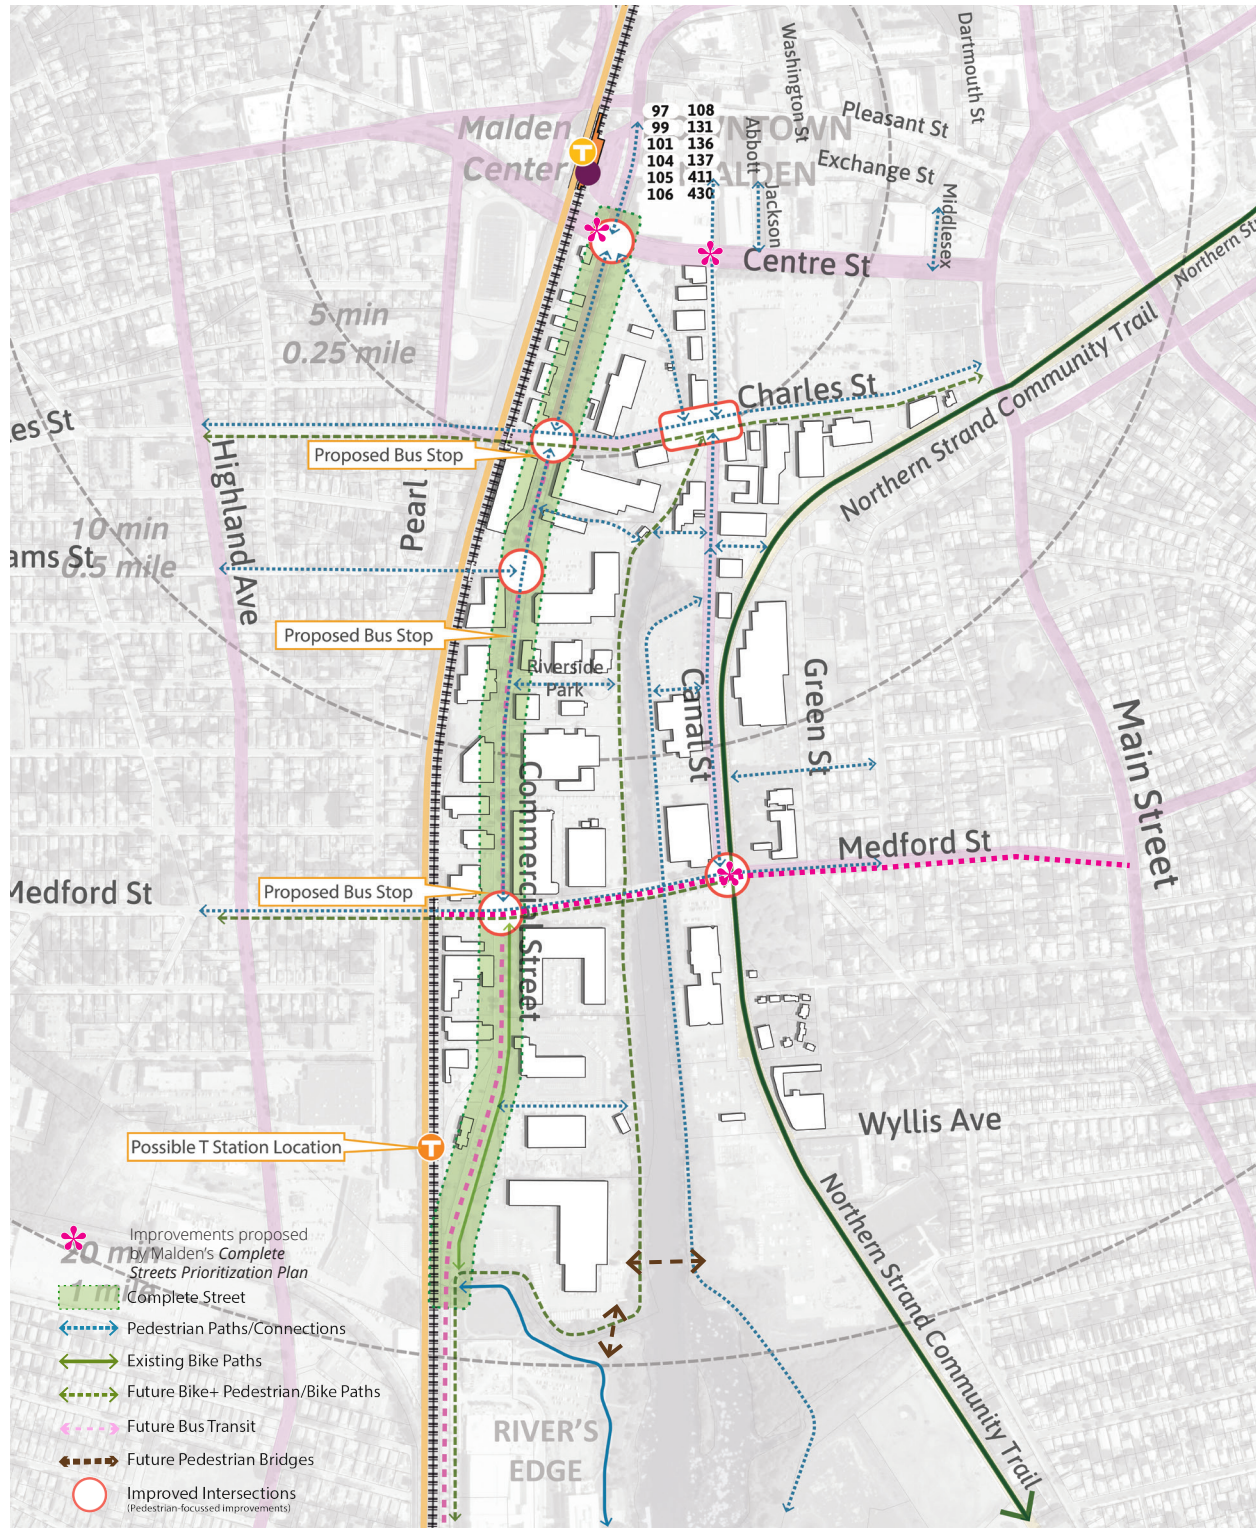 Washington St
Dartmouth St
Pleasant St
Exchange St
Abbott
Jackson
Middlesex
97 108
99 131
101 136
104 137
105 411
106 430
DOWNTOWN
MALDEN
Malden
Center
T
Centre St
Northern Strand Community Trail
5 min
0.25 mile
Charles St
es St
Proposed Bus Stop
Highland Ave
Pearl
Northern Strand Community Trail
10 min
0.5 mile
ams St
Proposed Bus Stop
Riverside
Park
Canal St
Green St
Main Street
Commercial Street
Medford St
Medford St
Proposed Bus Stop
Wyllis Ave
Possible T Station Location
T
Northern Strand Community Trail
20 min
1 mile
Improvements proposed
by Malden's Complete
Streets Prioritization Plan
Complete Street
Pedestrian Paths/Connections
Existing Bike Paths
Future Bike+ Pedestrian/Bike Paths
Future Bus Transit
Future Pedestrian Bridges
Improved Intersections
(Pedestrian-focussed improvements)
RIVER'S
EDGE